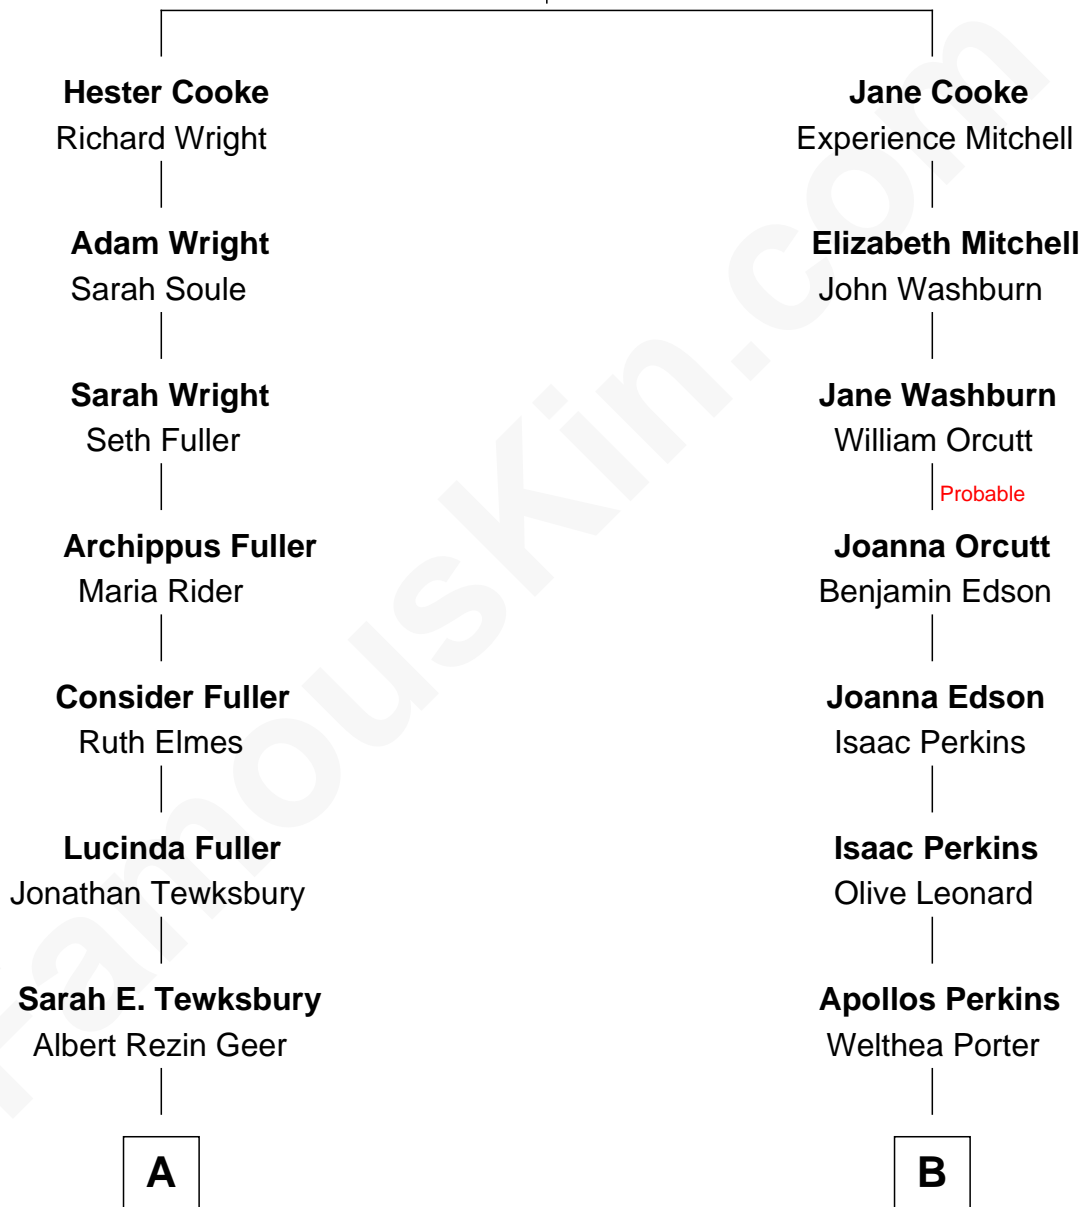 Hester Cooke
Richard Wright
Jane Cooke
Experience Mitchell
Adam Wright
Sarah Soule
Elizabeth Mitchell
John Washburn
Sarah Wright
Seth Fuller
Jane Washburn
William Orcutt
Probable
Archippus Fuller
Maria Rider
Joanna Orcutt
Benjamin Edson
Consider Fuller
Ruth Elmes
Joanna Edson
Isaac Perkins
Lucinda Fuller
Jonathan Tewksbury
Isaac Perkins
Olive Leonard
Sarah E. Tewksbury
Albert Rezin Geer
Apollos Perkins
Welthea Porter
A
B
FamousKin.com